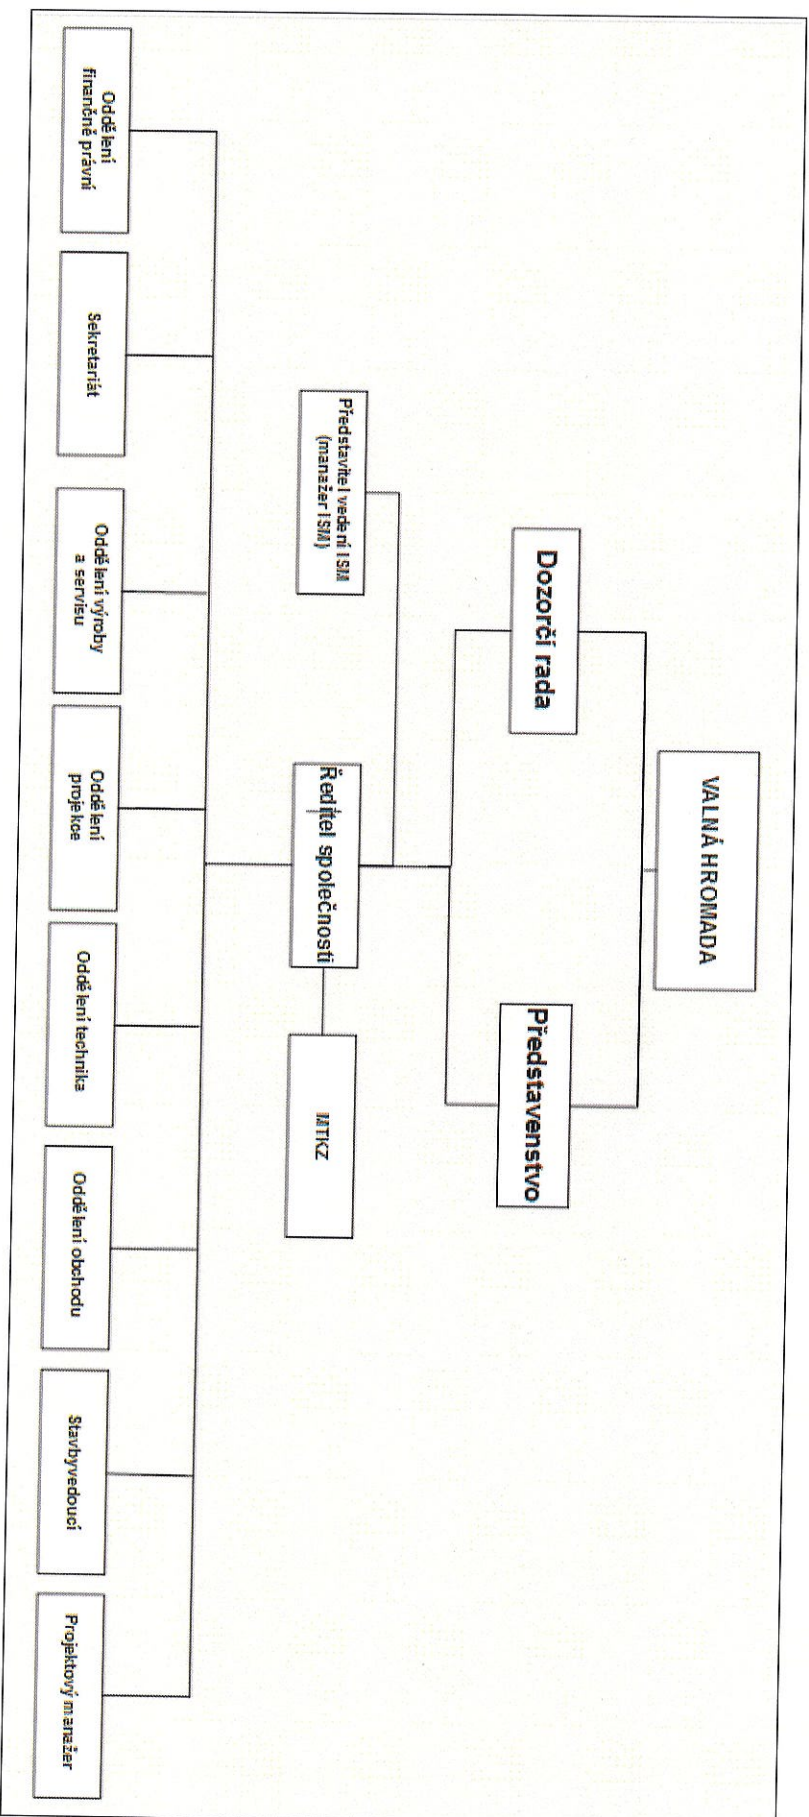 VALNÁ HROMADA
Dozorčí rada
Představenstvo
Představitel vedení ISM
(manažer ISM)
Ředitel společnosti
MTKZ
Oddělení
finančně právní
Sekretariát
Oddělení výroby
a servisu
Oddělení
projekce
Oddělení technika
Oddělení obchodu
Stavbyvedoucí
Projektový manažer